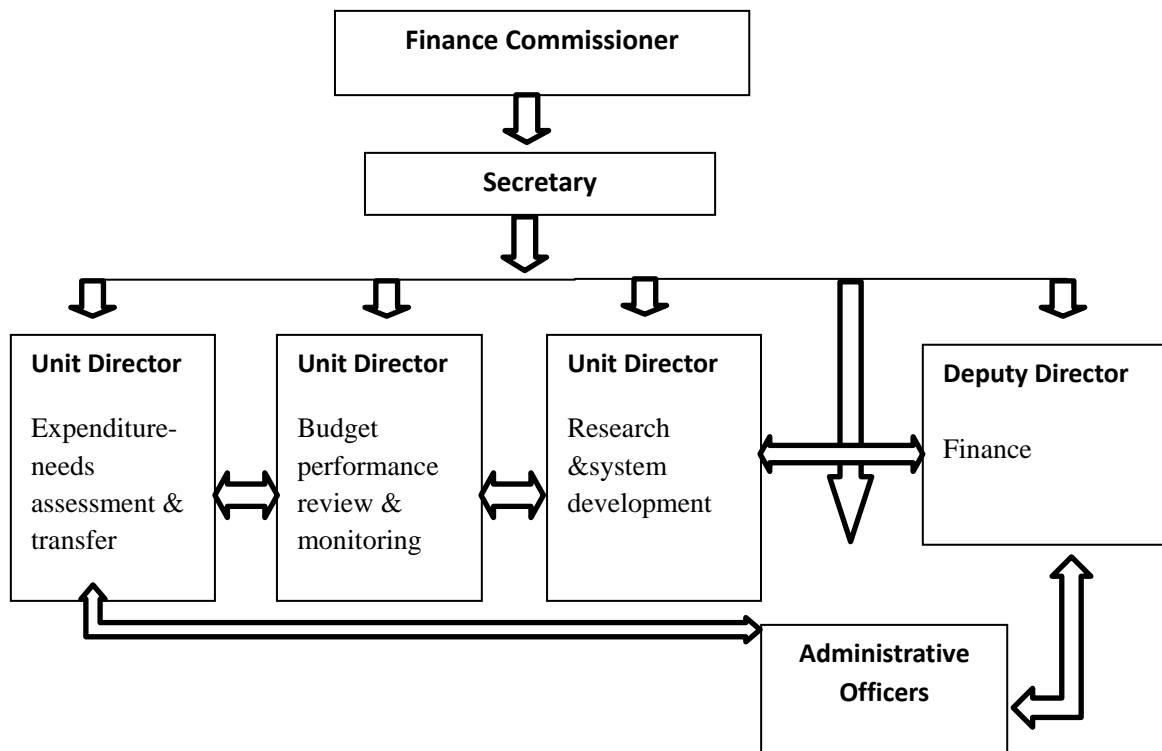 Finance Commissioner
Secretary
Unit Director
Expenditure-
needs
assessment &
transfer
Unit Director
Budget
performance
review &
monitoring
Unit Director
Research
&system
development
Deputy Director
Finance
Administrative
Officers